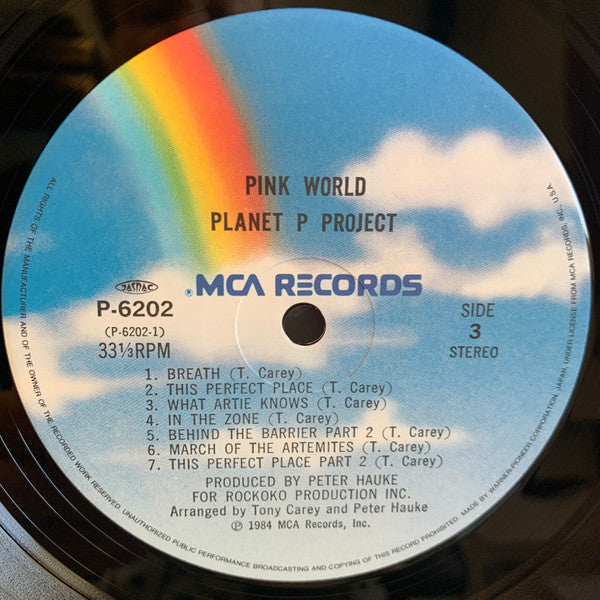 PINK WORLD
PLANET P PROJECT
JASRAC
MCA RECORDS
P-6202
(P-6202-1)
33⅓RPM
SIDE
3
STEREO
1. BREATH (T. Carey)
2. THIS PERFECT PLACE (T. Carey)
3. WHAT ARTIE KNOWS (T. Carey)
4. IN THE ZONE (T. Carey)
5. BEHIND THE BARRIER PART 2 (T. Carey)
6. MARCH OF THE ARTEMITES (T. Carey)
7. THIS PERFECT PLACE PART 2 (T. Carey)
PRODUCED BY PETER HAUKE
FOR ROCKOKO PRODUCTION INC.
Arranged by Tony Carey and Peter Hauke
Ⓟ 1984 MCA Records, Inc.
ALL RIGHTS OF THE MANUFACTURER AND OF THE OWNER OF THE RECORDED WORK RESERVED. UNAUTHORIZED PUBLIC PERFORMANCE BROADCASTING AND COPYING OF THIS RECORD PROHIBITED. MADE BY WARNER-PIONEER CORPORATION, JAPAN, UNDER LICENSE FROM MCA RECORDS, INC., U.S.A.